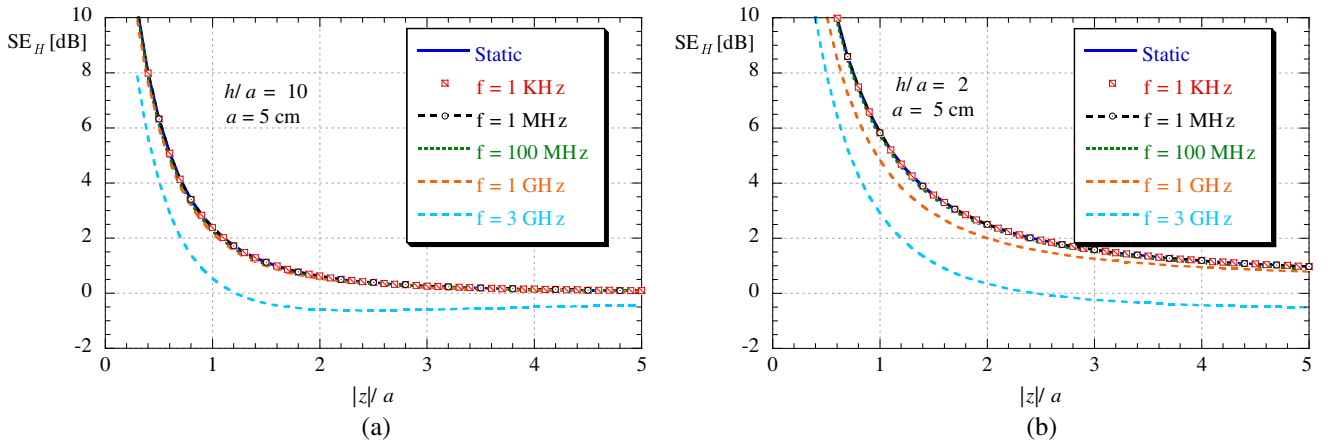 10
SE_H [dB]
8
6
4
2
0
-2
0 1 2 3 4 5
|z|/ a
(a)
h/ a = 10
a = 5 cm
Static
f = 1 KHz
f = 1 MHz
f = 100 MHz
f = 1 GHz
f = 3 GHz
10
SE_H [dB]
8
6
4
2
0
-2
0 1 2 3 4 5
|z|/ a
(b)
h/ a = 2
a = 5 cm
Static
f = 1 KHz
f = 1 MHz
f = 100 MHz
f = 1 GHz
f = 3 GHz